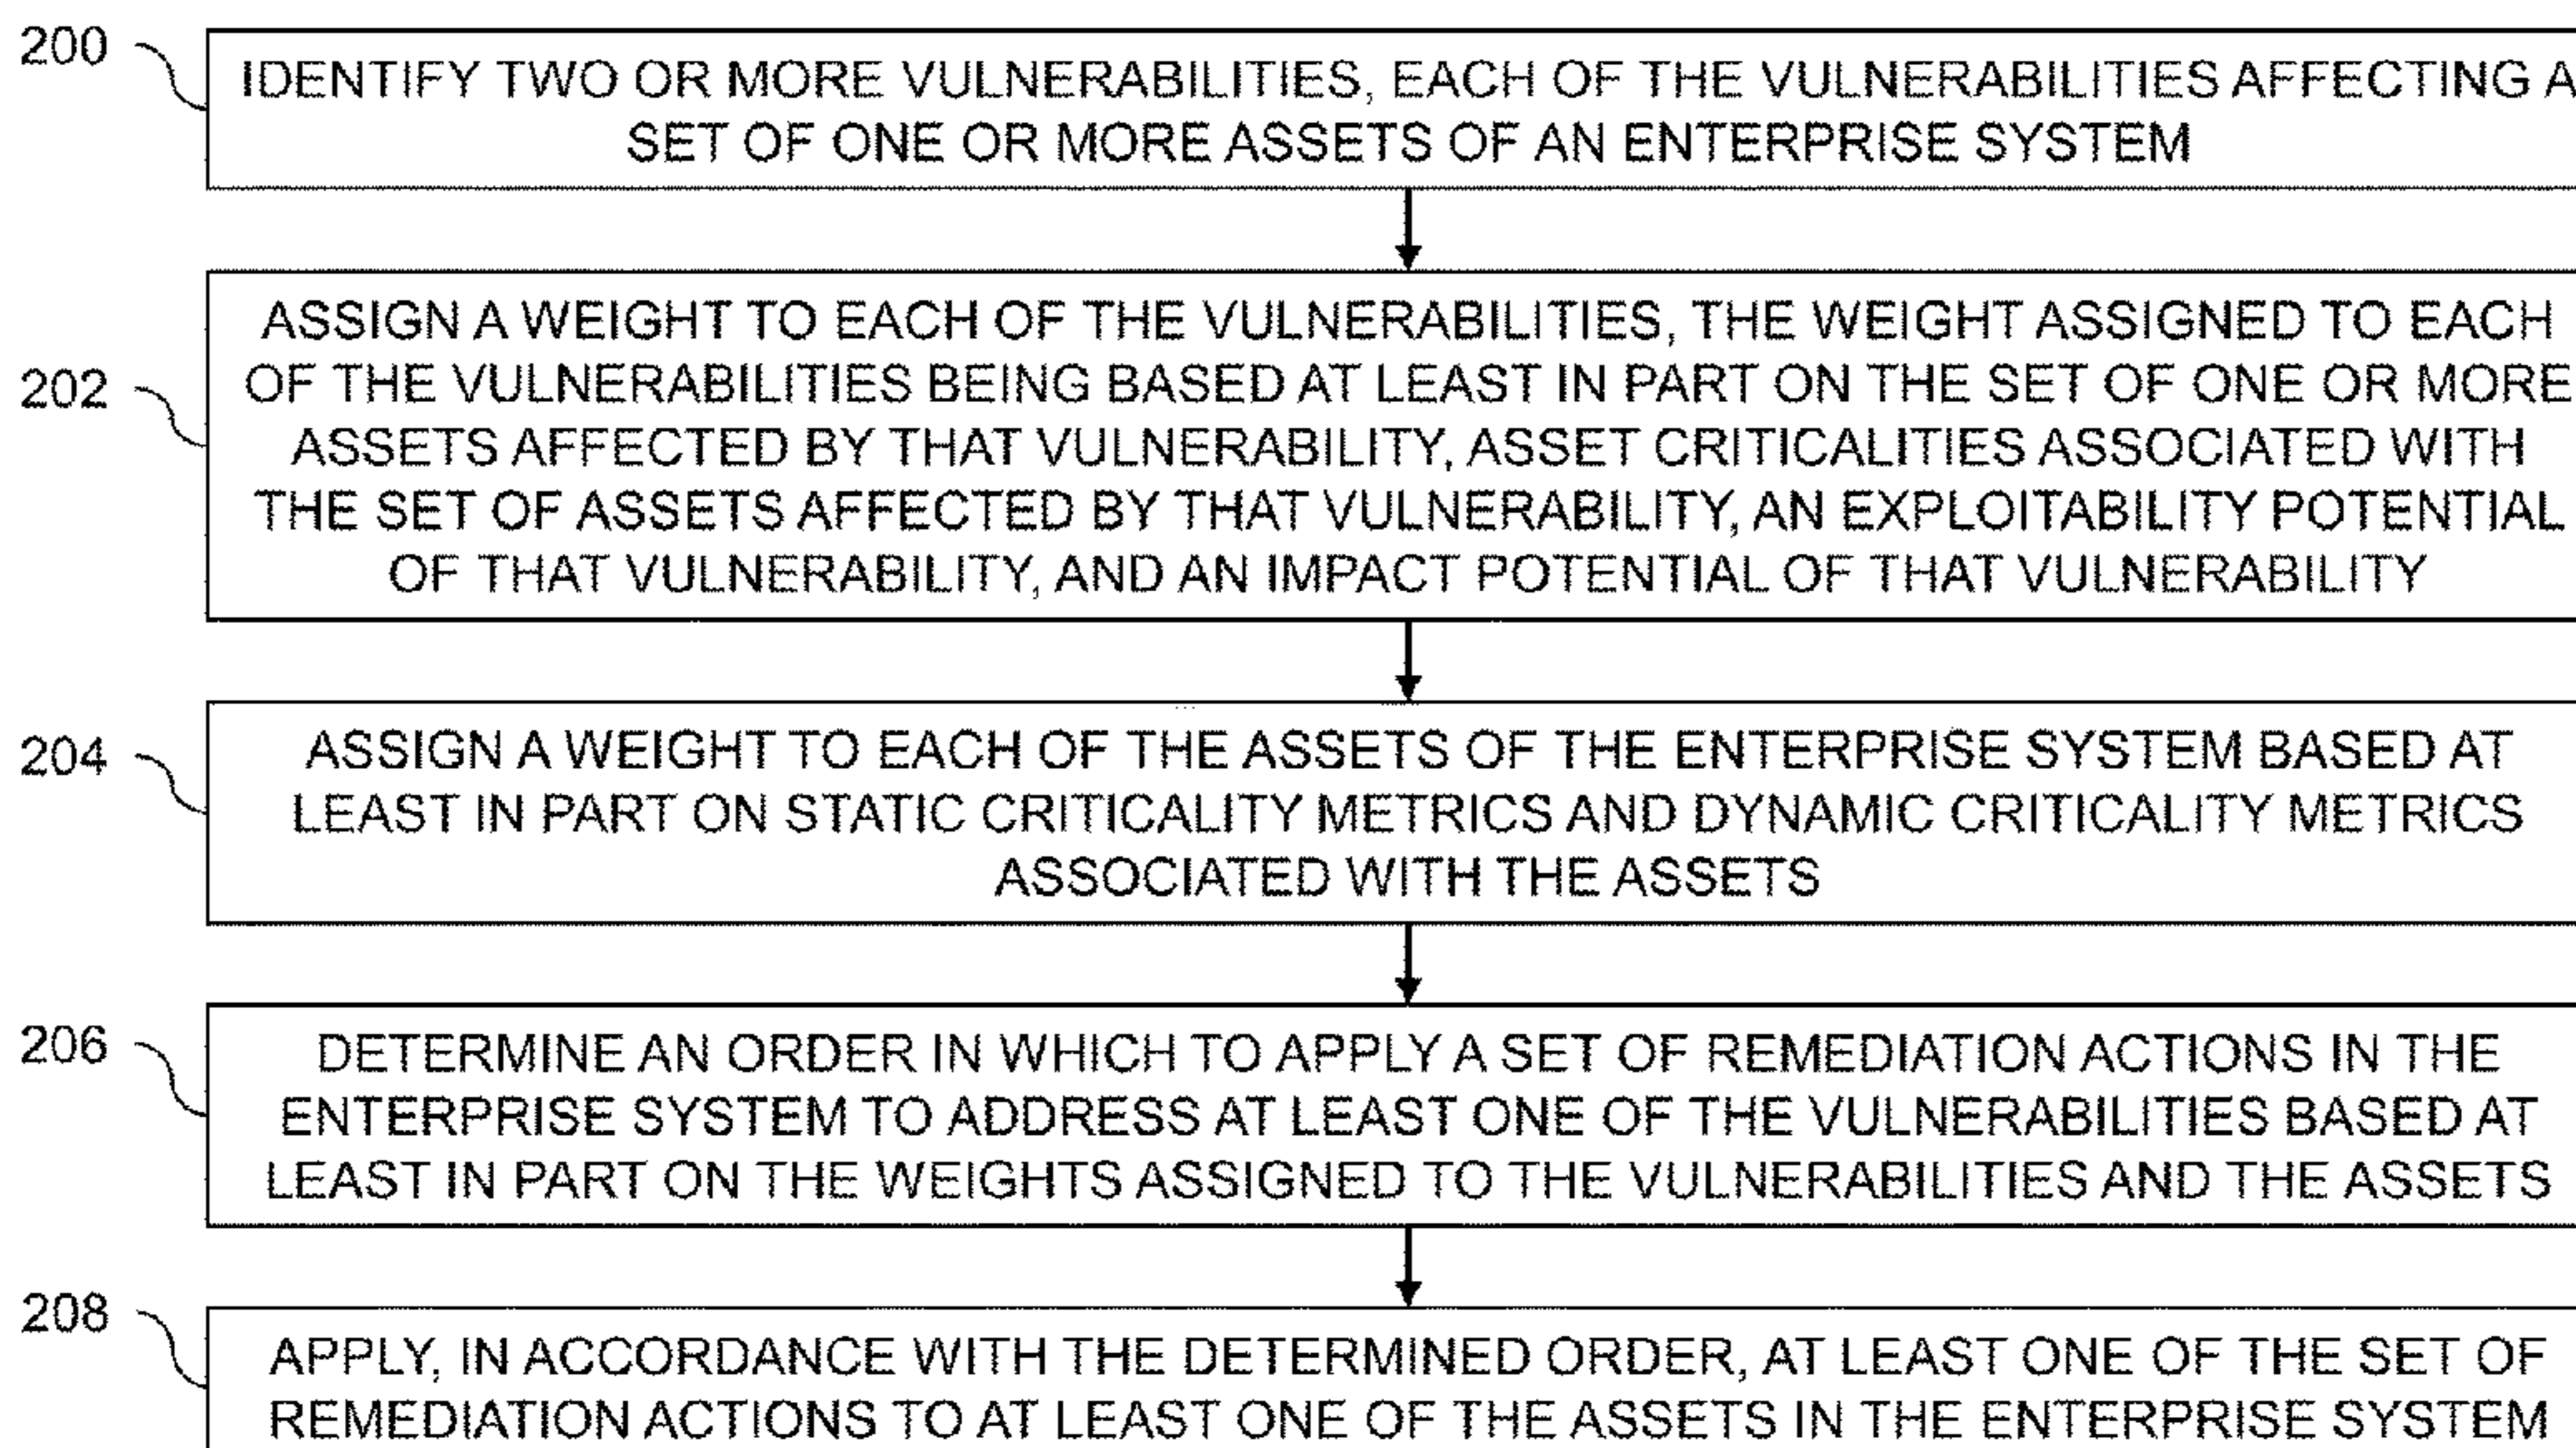 200
IDENTIFY TWO OR MORE VULNERABILITIES, EACH OF THE VULNERABILITIES AFFECTING A
SET OF ONE OR MORE ASSETS OF AN ENTERPRISE SYSTEM
202
ASSIGN A WEIGHT TO EACH OF THE VULNERABILITIES, THE WEIGHT ASSIGNED TO EACH
OF THE VULNERABILITIES BEING BASED AT LEAST IN PART ON THE SET OF ONE OR MORE
ASSETS AFFECTED BY THAT VULNERABILITY, ASSET CRITICALITIES ASSOCIATED WITH
THE SET OF ASSETS AFFECTED BY THAT VULNERABILITY, AN EXPLOITABILITY POTENTIAL
OF THAT VULNERABILITY, AND AN IMPACT POTENTIAL OF THAT VULNERABILITY
204
ASSIGN A WEIGHT TO EACH OF THE ASSETS OF THE ENTERPRISE SYSTEM BASED AT
LEAST IN PART ON STATIC CRITICALITY METRICS AND DYNAMIC CRITICALITY METRICS
ASSOCIATED WITH THE ASSETS
206
DETERMINE AN ORDER IN WHICH TO APPLY A SET OF REMEDIATION ACTIONS IN THE
ENTERPRISE SYSTEM TO ADDRESS AT LEAST ONE OF THE VULNERABILITIES BASED AT
LEAST IN PART ON THE WEIGHTS ASSIGNED TO THE VULNERABILITIES AND THE ASSETS
208
APPLY, IN ACCORDANCE WITH THE DETERMINED ORDER, AT LEAST ONE OF THE SET OF
REMEDIATION ACTIONS TO AT LEAST ONE OF THE ASSETS IN THE ENTERPRISE SYSTEM